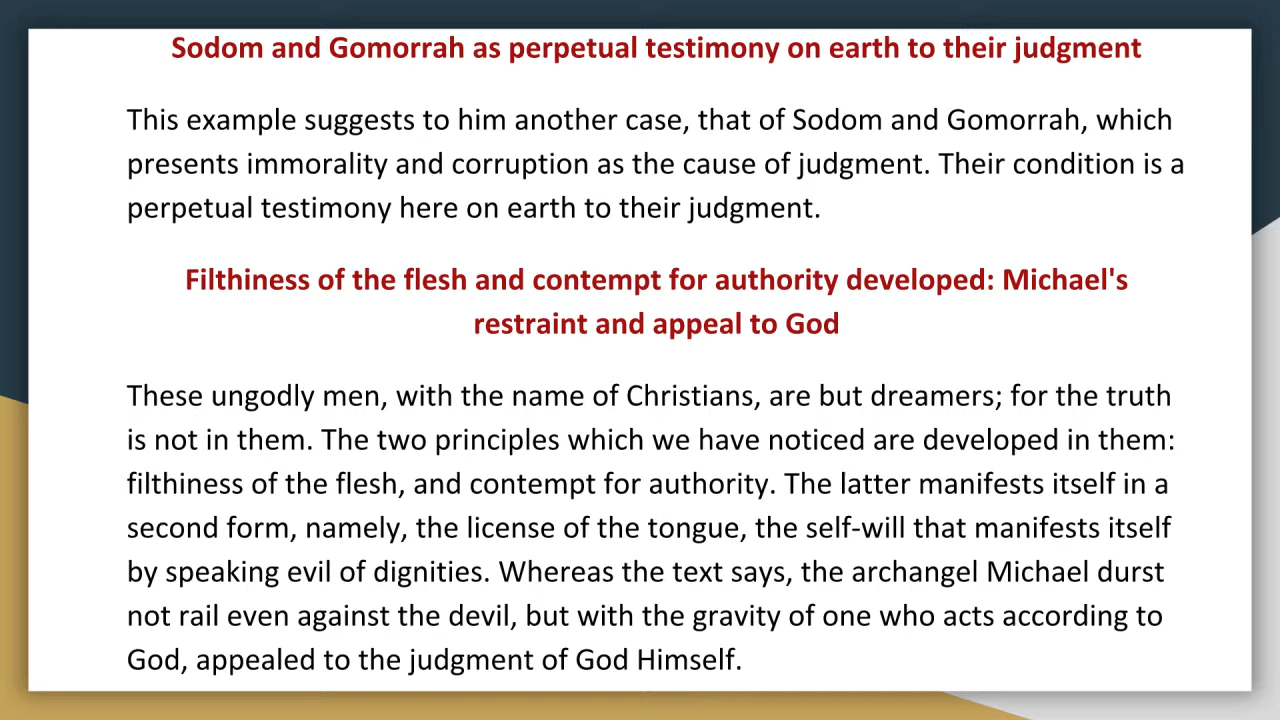 Sodom and Gomorrah as perpetual testimony on earth to their judgment
This example suggests to him another case, that of Sodom and Gomorrah, which
presents immorality and corruption as the cause of judgment. Their condition is a
perpetual testimony here on earth to their judgment.
Filthiness of the flesh and contempt for authority developed: Michael's
restraint and appeal to God
These ungodly men, with the name of Christians, are but dreamers; for the truth
is not in them. The two principles which we have noticed are developed in them:
filthiness of the flesh, and contempt for authority. The latter manifests itself in a
second form, namely, the license of the tongue, the self-will that manifests itself
by speaking evil of dignities. Whereas the text says, the archangel Michael durst
not rail even against the devil, but with the gravity of one who acts according to
God, appealed to the judgment of God Himself.